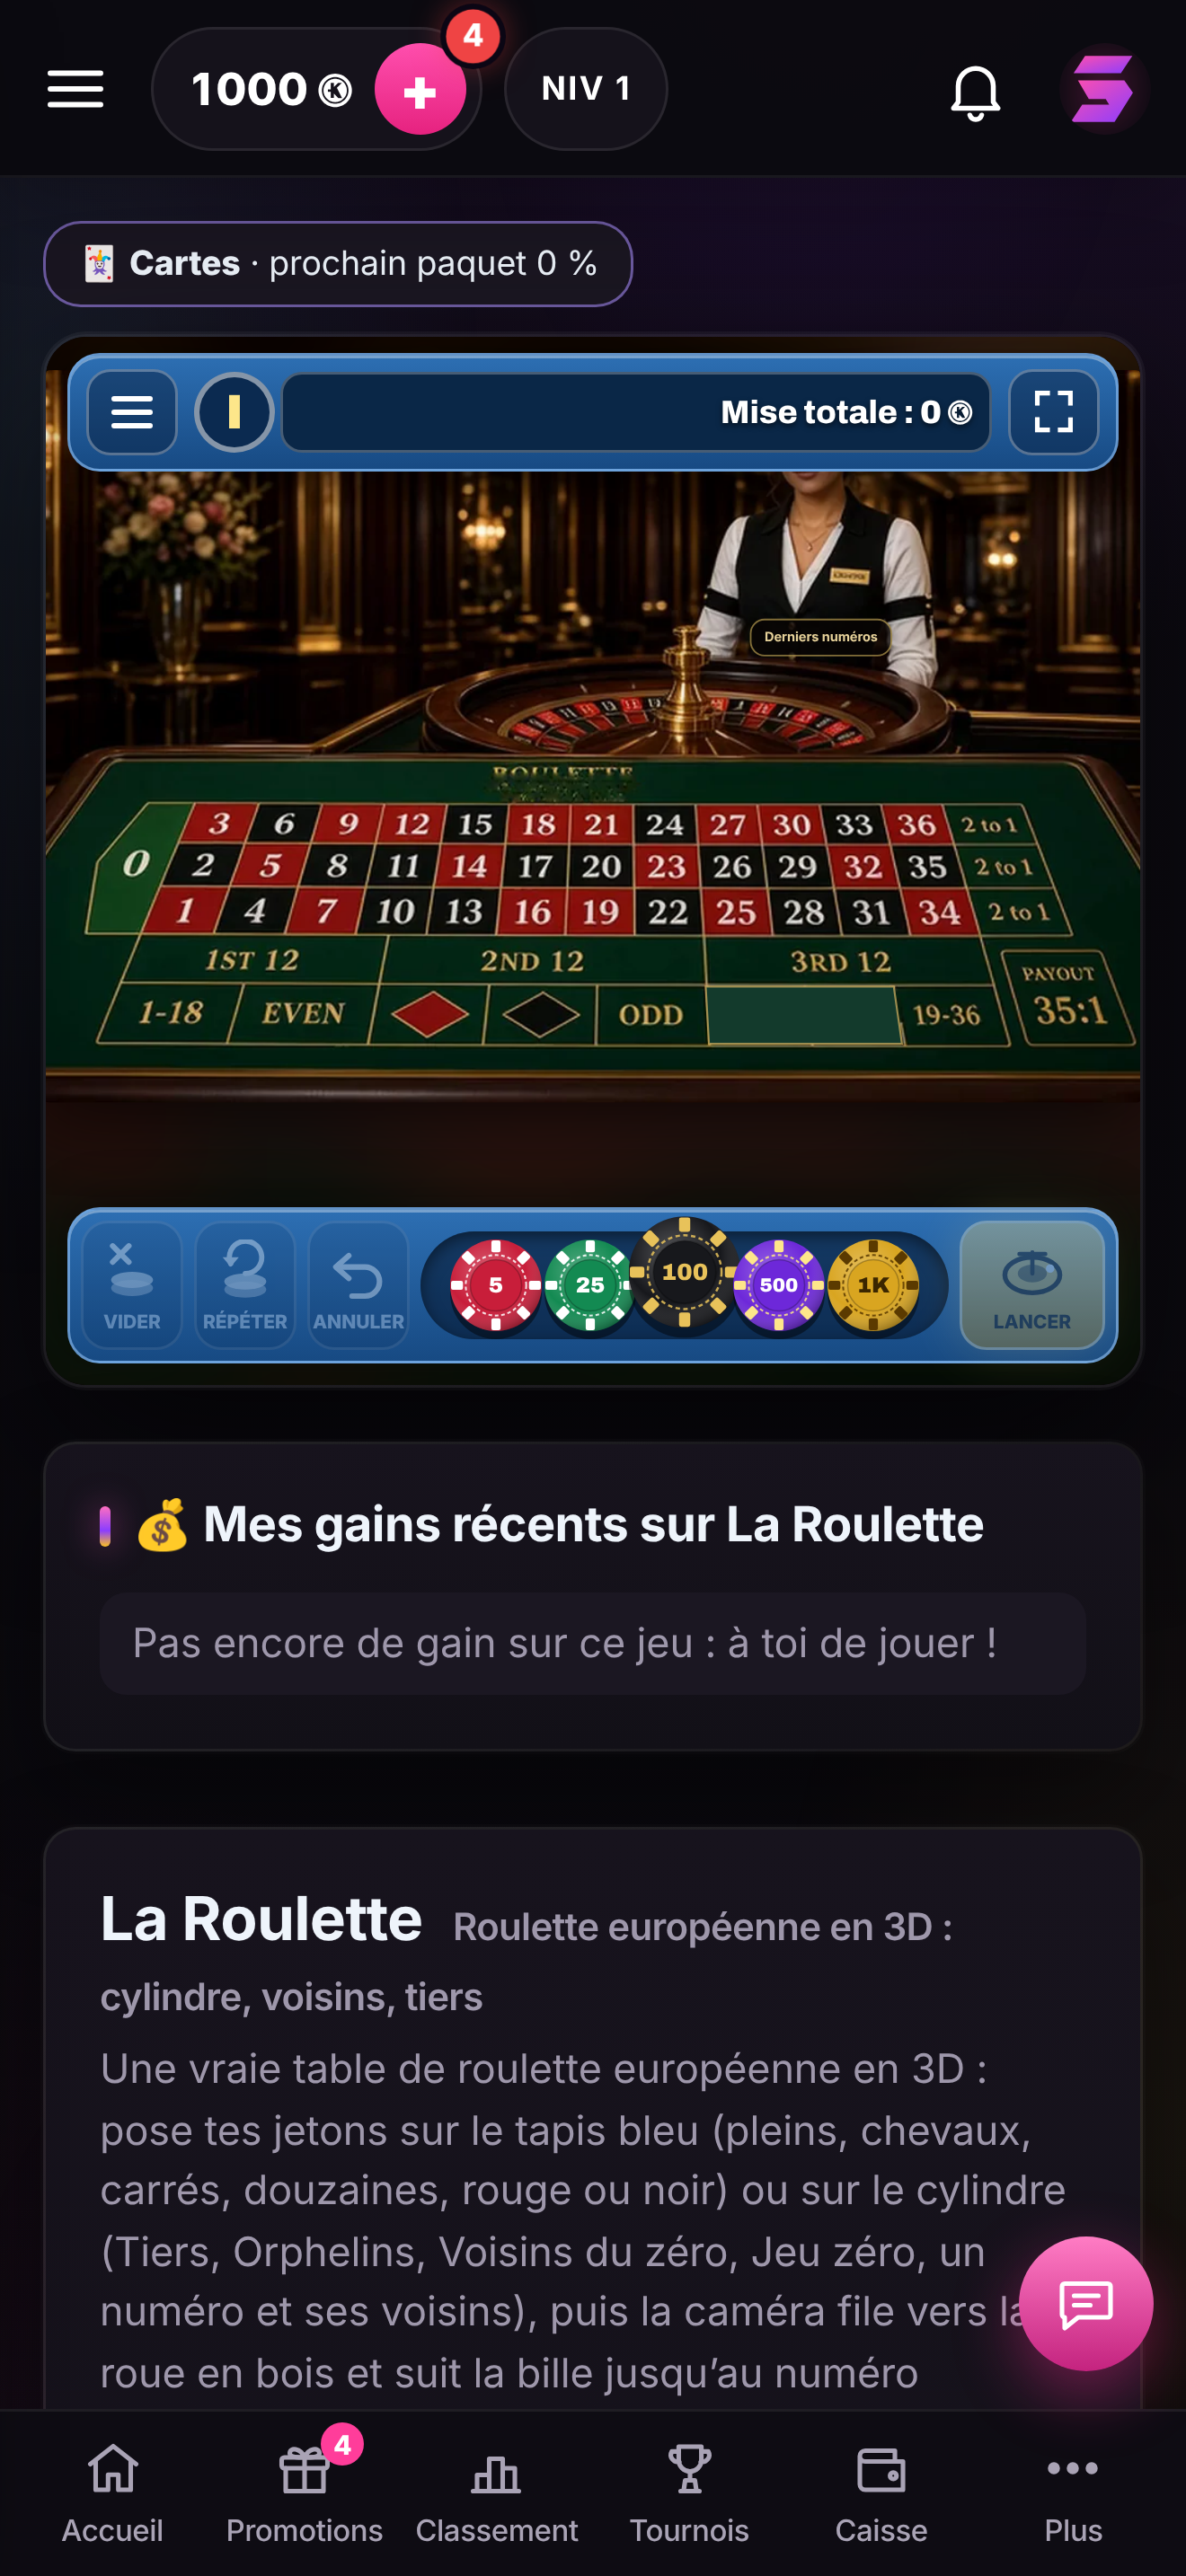 1000 K
4
NIV 1
🃏 Cartes · prochain paquet 0 %
Mise totale : 0 K
Derniers numéros
ROULETTE
3 6 9 12 15 18 21 24 27 30 33 36 2 to 1
0 2 5 8 11 14 17 20 23 26 29 32 35 2 to 1
1 4 7 10 13 16 19 22 25 28 31 34 2 to 1
1ST 12 2ND 12 3RD 12
1-18 EVEN ODD 19-36
PAYOUT
35:1
VIDER RÉPÉTER ANNULER 5 25 100 500 1K LANCER
💰 Mes gains récents sur La Roulette
Pas encore de gain sur ce jeu : à toi de jouer !
La Roulette Roulette européenne en 3D :
cylindre, voisins, tiers
Une vraie table de roulette européenne en 3D :
pose tes jetons sur le tapis bleu (pleins, chevaux,
carrés, douzaines, rouge ou noir) ou sur le cylindre
(Tiers, Orphelins, Voisins du zéro, Jeu zéro, un
numéro et ses voisins), puis la caméra file vers la
roue en bois et suit la bille jusqu’au numéro
4
Accueil Promotions Classement Tournois Caisse Plus